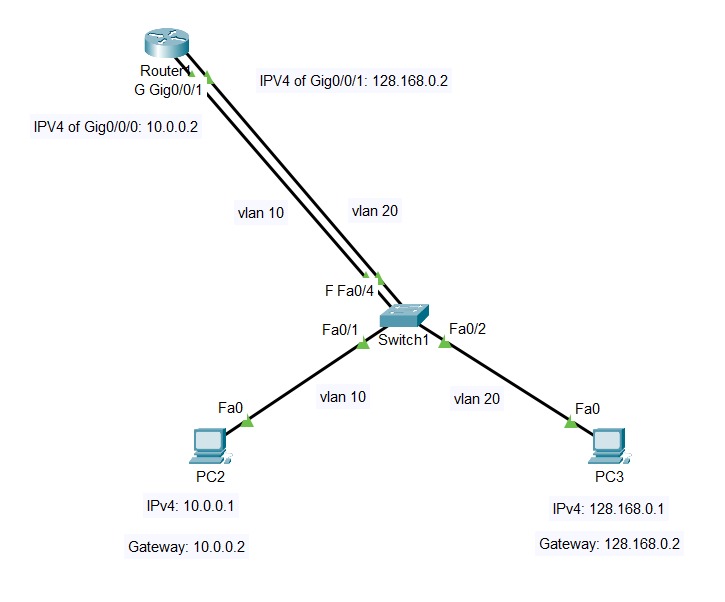 Router1
G Gig0/0/1
IPV4 of Gig0/0/1: 128.168.0.2
IPV4 of Gig0/0/0: 10.0.0.2
vlan 10
vlan 20
F Fa0/4
Fa0/1
Switch1
Fa0/2
vlan 10
vlan 20
Fa0
Fa0
PC2
PC3
IPv4: 10.0.0.1
IPv4: 128.168.0.1
Gateway: 10.0.0.2
Gateway: 128.168.0.2